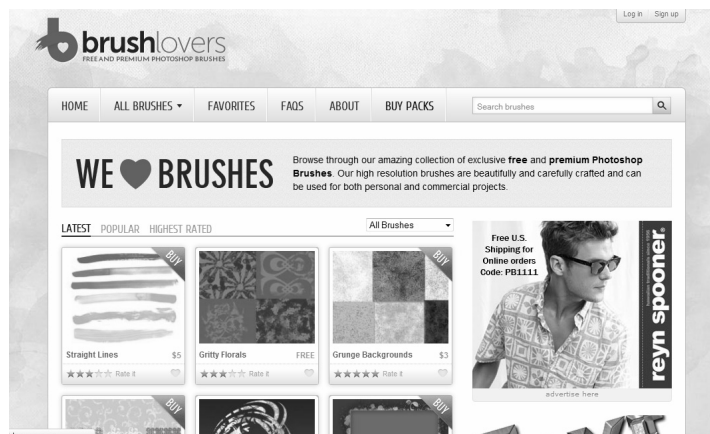 Log in Sign up
brushlovers
FREE AND PREMIUM PHOTOSHOP BRUSHES
HOME ALL BRUSHES FAVORITES FAQS ABOUT BUY PACKS Search brushes
WE BRUSHES
Browse through our amazing collection of exclusive free and premium Photoshop
Brushes. Our high resolution brushes are beautifully and carefully crafted and can
be used for both personal and commercial projects.
LATEST POPULAR HIGHEST RATED All Brushes
BUY
BUY
BUY
Straight Lines $5
Rate it
Gritty Florals FREE
Rate it
Grunge Backgrounds $3
Rate it
BUY
BUY
Free U.S.
Shipping for
Online orders
Code: PB1111
reyn spooner
advertise here